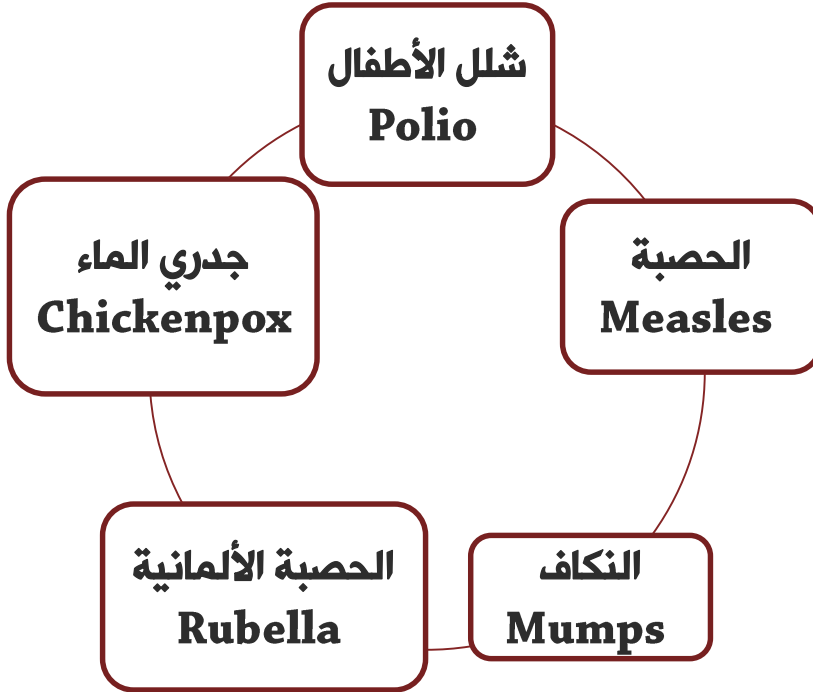 شلل الأطفال
Polio
الحصبة
Measles
النكاف
Mumps
الحصبة الألمانية
Rubella
جدري الماء
Chickenpox